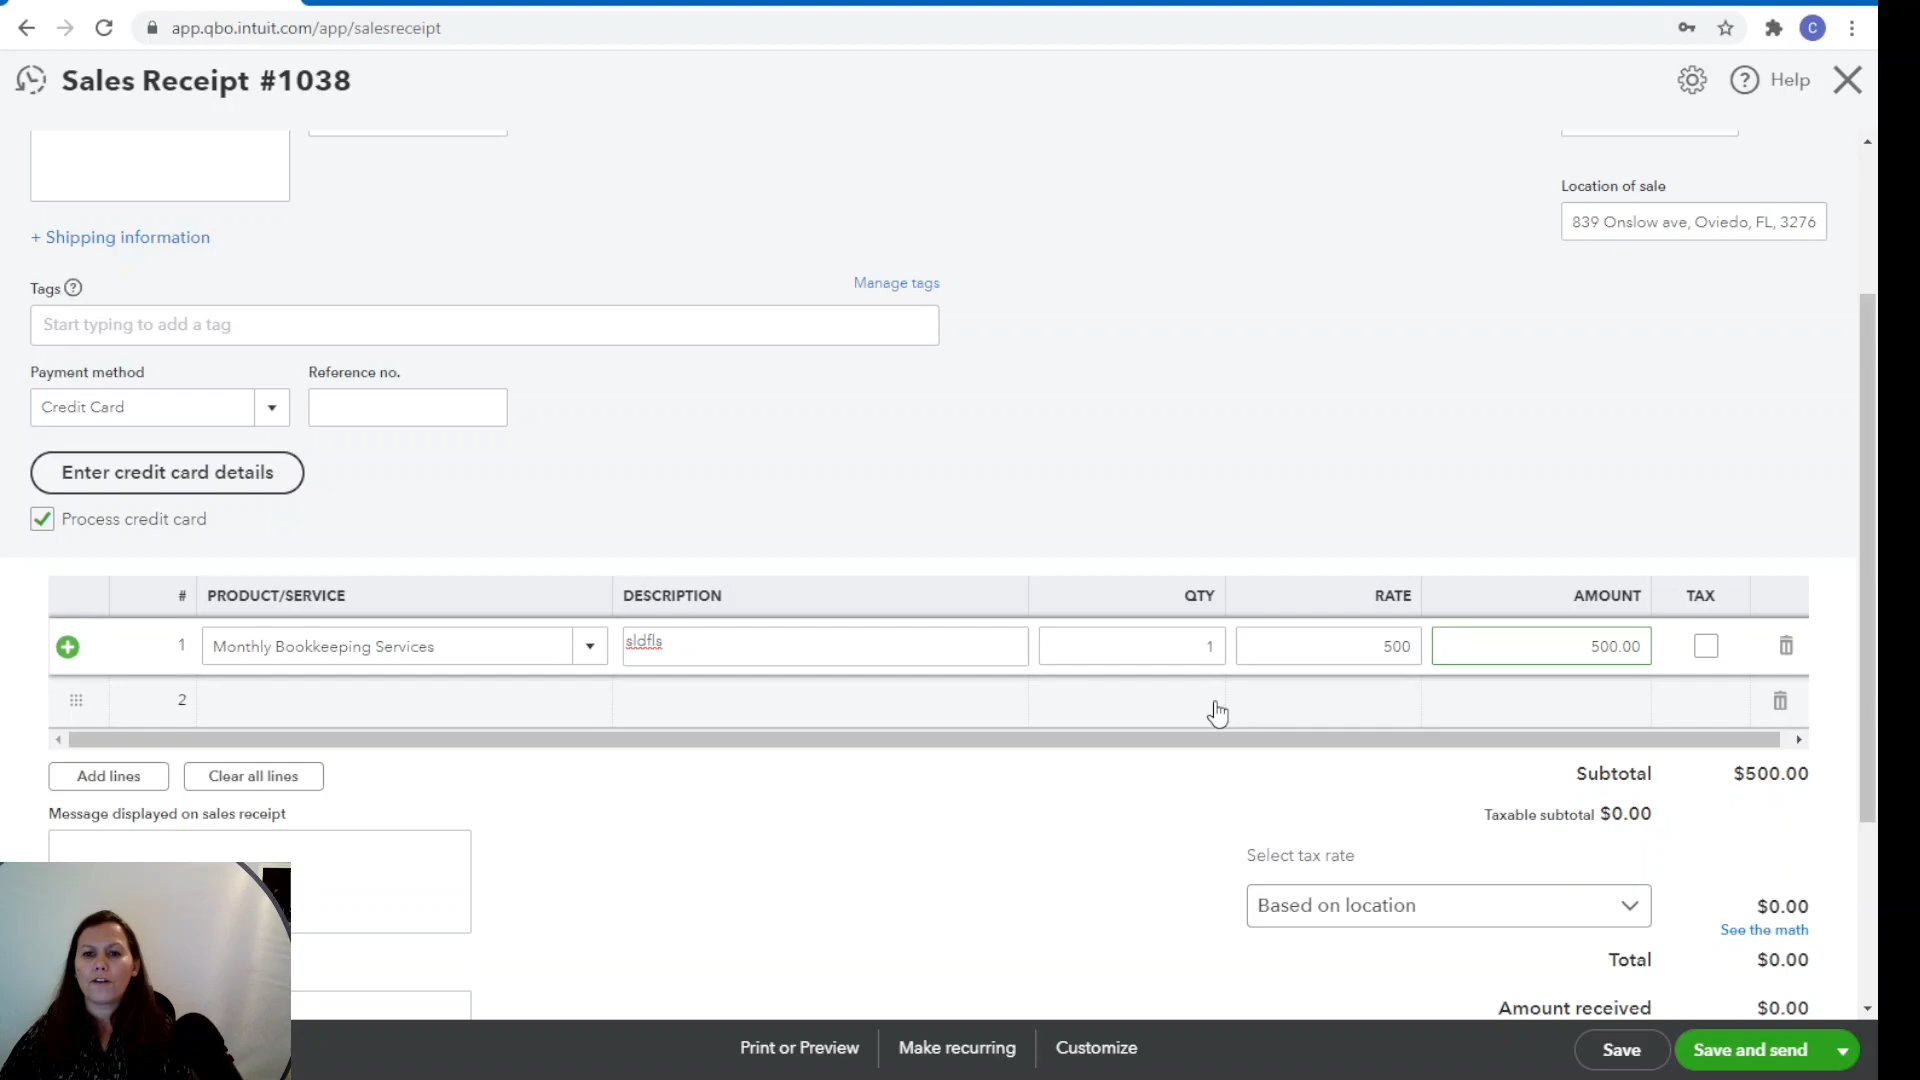 app.qbo.intuit.com/app/salesreceipt
C
Sales Receipt #1038
Help
Location of sale
839 Onslow ave, Oviedo, FL, 3276
+ Shipping information
Tags ?
Manage tags
Start typing to add a tag
Payment method
Reference no.
Credit Card
Enter credit card details
Process credit card
# PRODUCT/SERVICE DESCRIPTION QTY RATE AMOUNT TAX
1 Monthly Bookkeeping Services sldfls 1 500 500.00
2
Add lines
Clear all lines
Subtotal $500.00
Message displayed on sales receipt
Taxable subtotal $0.00
Select tax rate
Based on location
$0.00
See the math
Total $0.00
Amount received $0.00
Print or Preview
Make recurring
Customize
Save
Save and send